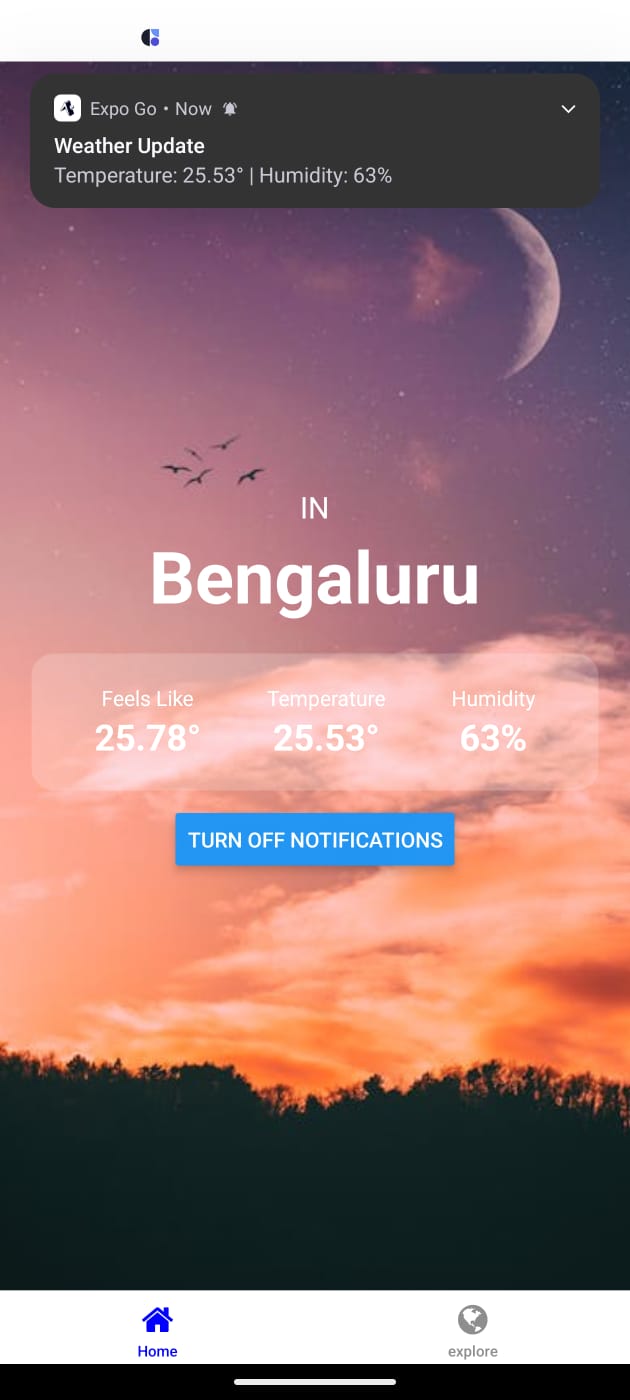 Expo Go • Now
Weather Update
Temperature: 25.53° | Humidity: 63%
IN
Bengaluru
Feels Like Temperature Humidity
25.78° 25.53° 63%
TURN OFF NOTIFICATIONS
Home explore